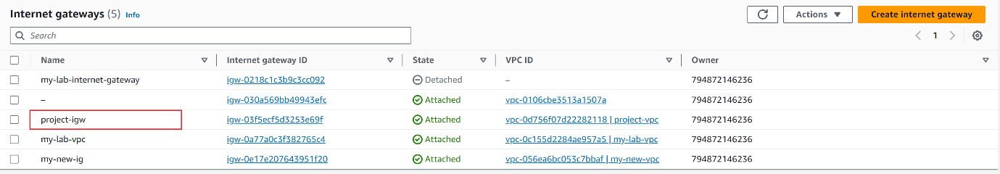 Internet gateways (5) Info Actions Create internet gateway
Search 1
Name Internet gateway ID State VPC ID Owner
my-lab-internet-gateway igw-0218c1c3b9c3cc092 Detached – 794872146236
– igw-030a569bb49943efc Attached vpc-0106cbe3513a1507a 794872146236
project-igw igw-03f5ecf5d3253e69f Attached vpc-0d756f07d22282118 | project-vpc 794872146236
my-lab-vpc igw-0a77a0c3f382765c4 Attached vpc-0c155d2284ae957a5 | my-lab-vpc 794872146236
my-new-ig igw-0e17e207643951f20 Attached vpc-056ea6bc053c7bbaf | my-new-vpc 794872146236